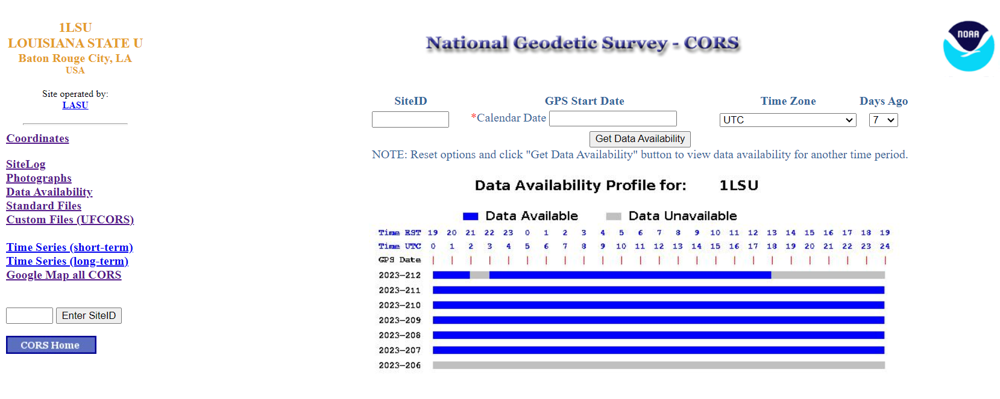 1LSU
LOUISIANA STATE U
Baton Rouge City, LA
USA
Site operated by:
LASU
Coordinates
SiteLog
Photographs
Data Availability
Standard Files
Custom Files (UFCORS)
Time Series (short-term)
Time Series (long-term)
Google Map all CORS
Enter SiteID
CORS Home
National Geodetic Survey - CORS
NOAA
SiteID GPS Start Date Time Zone Days Ago
*Calendar Date UTC 7
Get Data Availability
NOTE: Reset options and click "Get Data Availability" button to view data availability for another time period.
Data Availability Profile for: 1LSU
Data Available Data Unavailable
Time EST 19 20 21 22 23 0 1 2 3 4 5 6 7 8 9 10 11 12 13 14 15 16 17 18 19
Time UTC 0 1 2 3 4 5 6 7 8 9 10 11 12 13 14 15 16 17 18 19 20 21 22 23 24
GPS Date
2023-212
2023-211
2023-210
2023-209
2023-208
2023-207
2023-206